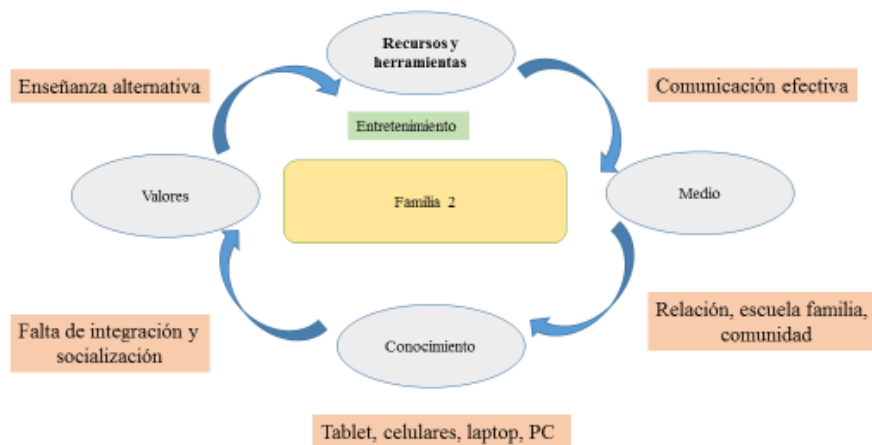 Recursos y
herramientas
Enseñanza alternativa
Comunicación efectiva
Entretenimiento
Valores
Familia 2
Medio
Falta de integración y
socialización
Relación, escuela familia,
comunidad
Conocimiento
Tablet, celulares, laptop, PC